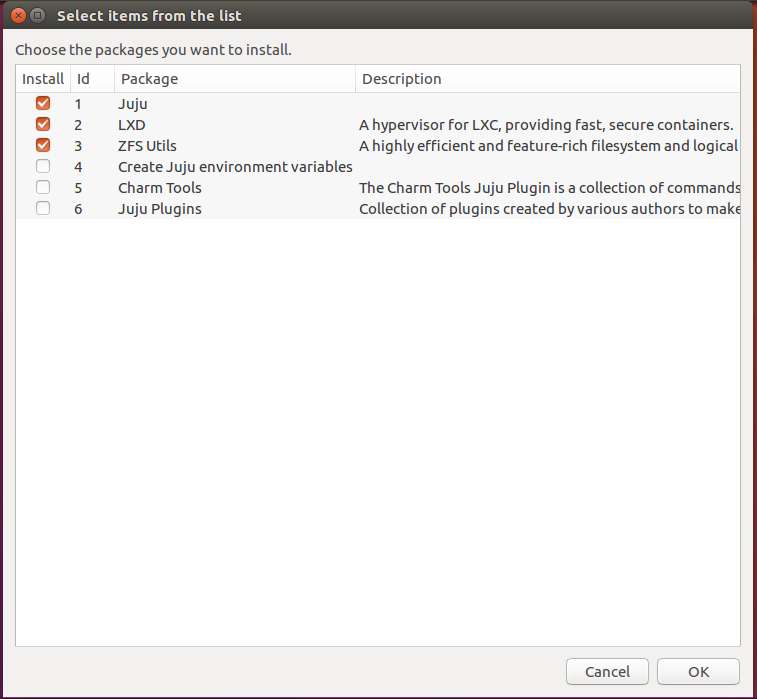 Select items from the list
Choose the packages you want to install.
Install Id Package Description
1 Juju
2 LXD A hypervisor for LXC, providing fast, secure containers.
3 ZFS Utils A highly efficient and feature-rich filesystem and logical
4 Create Juju environment variables
5 Charm Tools The Charm Tools Juju Plugin is a collection of commands
6 Juju Plugins Collection of plugins created by various authors to make
Cancel OK